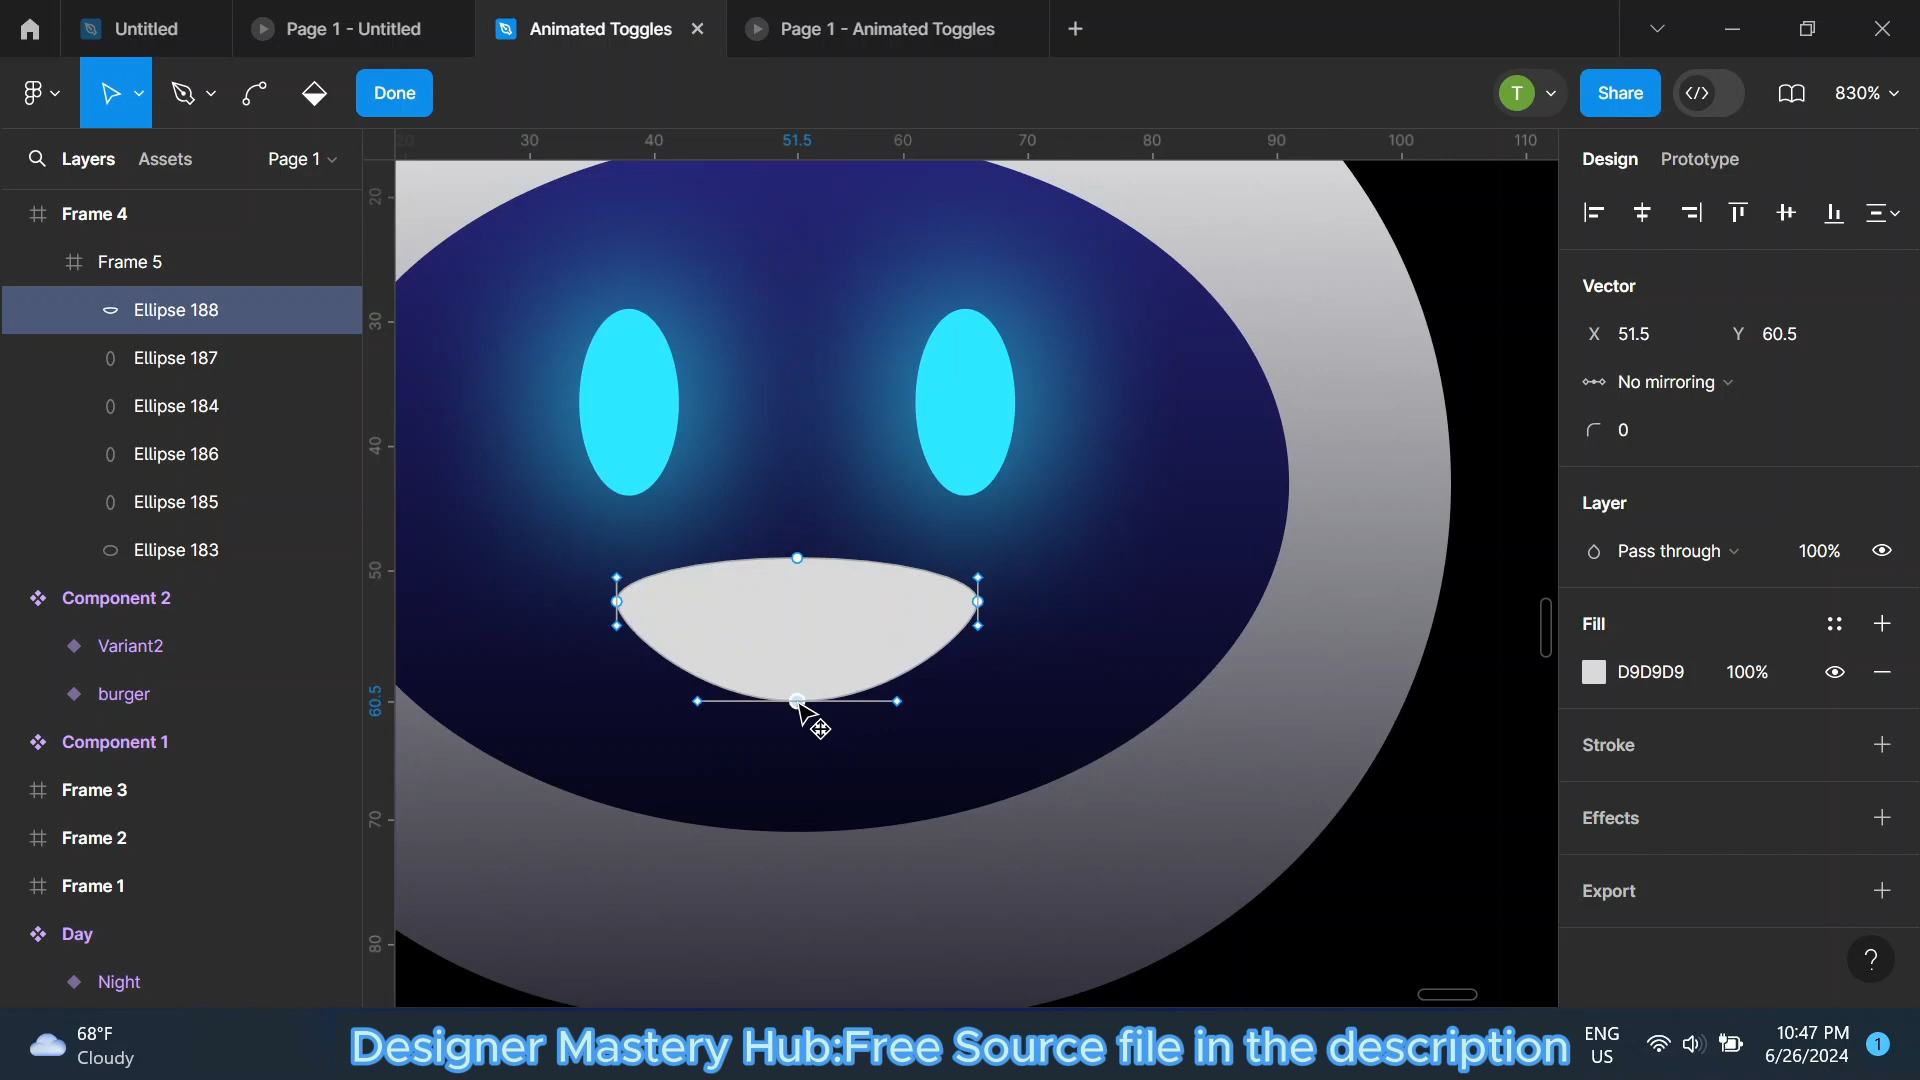 Untitled
Page 1 - Untitled
Animated Toggles
Page 1 - Animated Toggles
Done
T
Share
830%
Layers
Assets
Page 1
20
30
40
51.5
60
70
80
90
100
110
Design
Prototype
Frame 4
Frame 5
Ellipse 188
Ellipse 187
Ellipse 184
Ellipse 186
Ellipse 185
Ellipse 183
Component 2
Variant2
burger
Component 1
Frame 3
Frame 2
Frame 1
Day
Night
20
30
40
50
60.5
70
80
Vector
X 51.5
Y 60.5
No mirroring
0
Layer
Pass through
100%
Fill
D9D9D9
100%
Stroke
Effects
Export
?
68°F
Cloudy
Designer Mastery Hub:Free Source file in the description
ENG
US
10:47 PM
6/26/2024
1